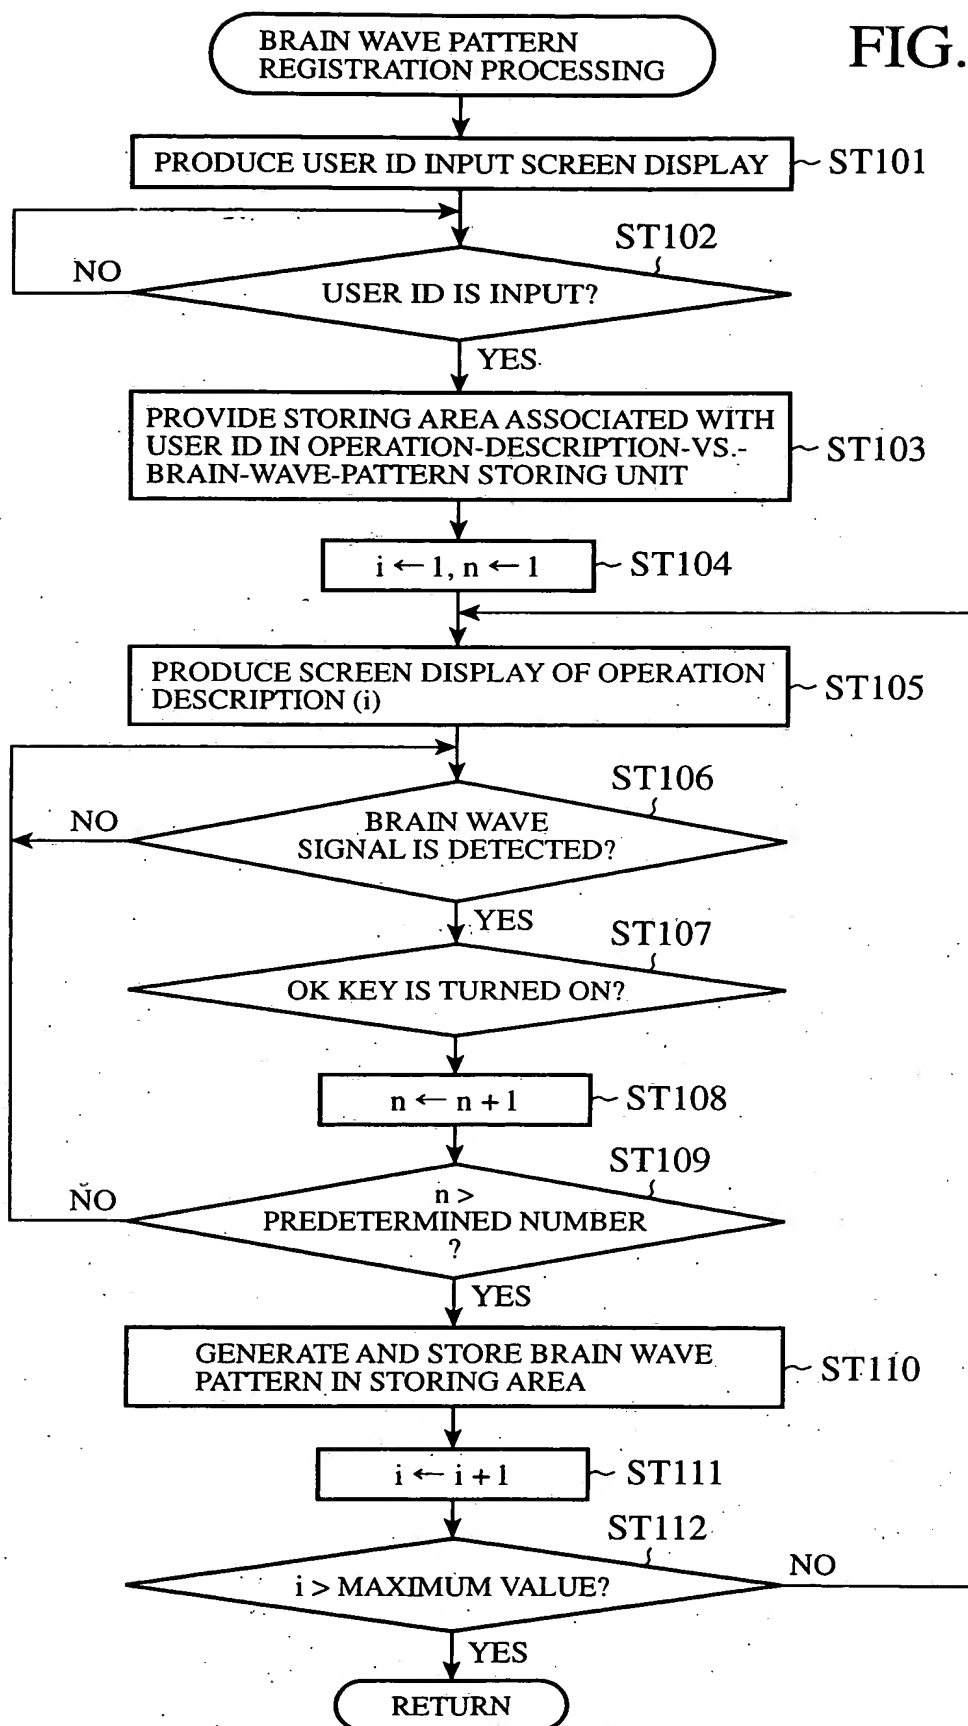 BRAIN WAVE PATTERN
REGISTRATION PROCESSING
FIG.
PRODUCE USER ID INPUT SCREEN DISPLAY
ST101
ST102
NO
USER ID IS INPUT?
YES
PROVIDE STORING AREA ASSOCIATED WITH
USER ID IN OPERATION-DESCRIPTION-VS.-
BRAIN-WAVE-PATTERN STORING UNIT
ST103
i ← 1, n ← 1
ST104
PRODUCE SCREEN DISPLAY OF OPERATION
DESCRIPTION (i)
ST105
ST106
NO
BRAIN WAVE
SIGNAL IS DETECTED?
YES
ST107
OK KEY IS TURNED ON?
n ← n + 1
ST108
ST109
NO
n >
PREDETERMINED NUMBER
?
YES
GENERATE AND STORE BRAIN WAVE
PATTERN IN STORING AREA
ST110
i ← i + 1
ST111
ST112
i > MAXIMUM VALUE?
NO
YES
RETURN